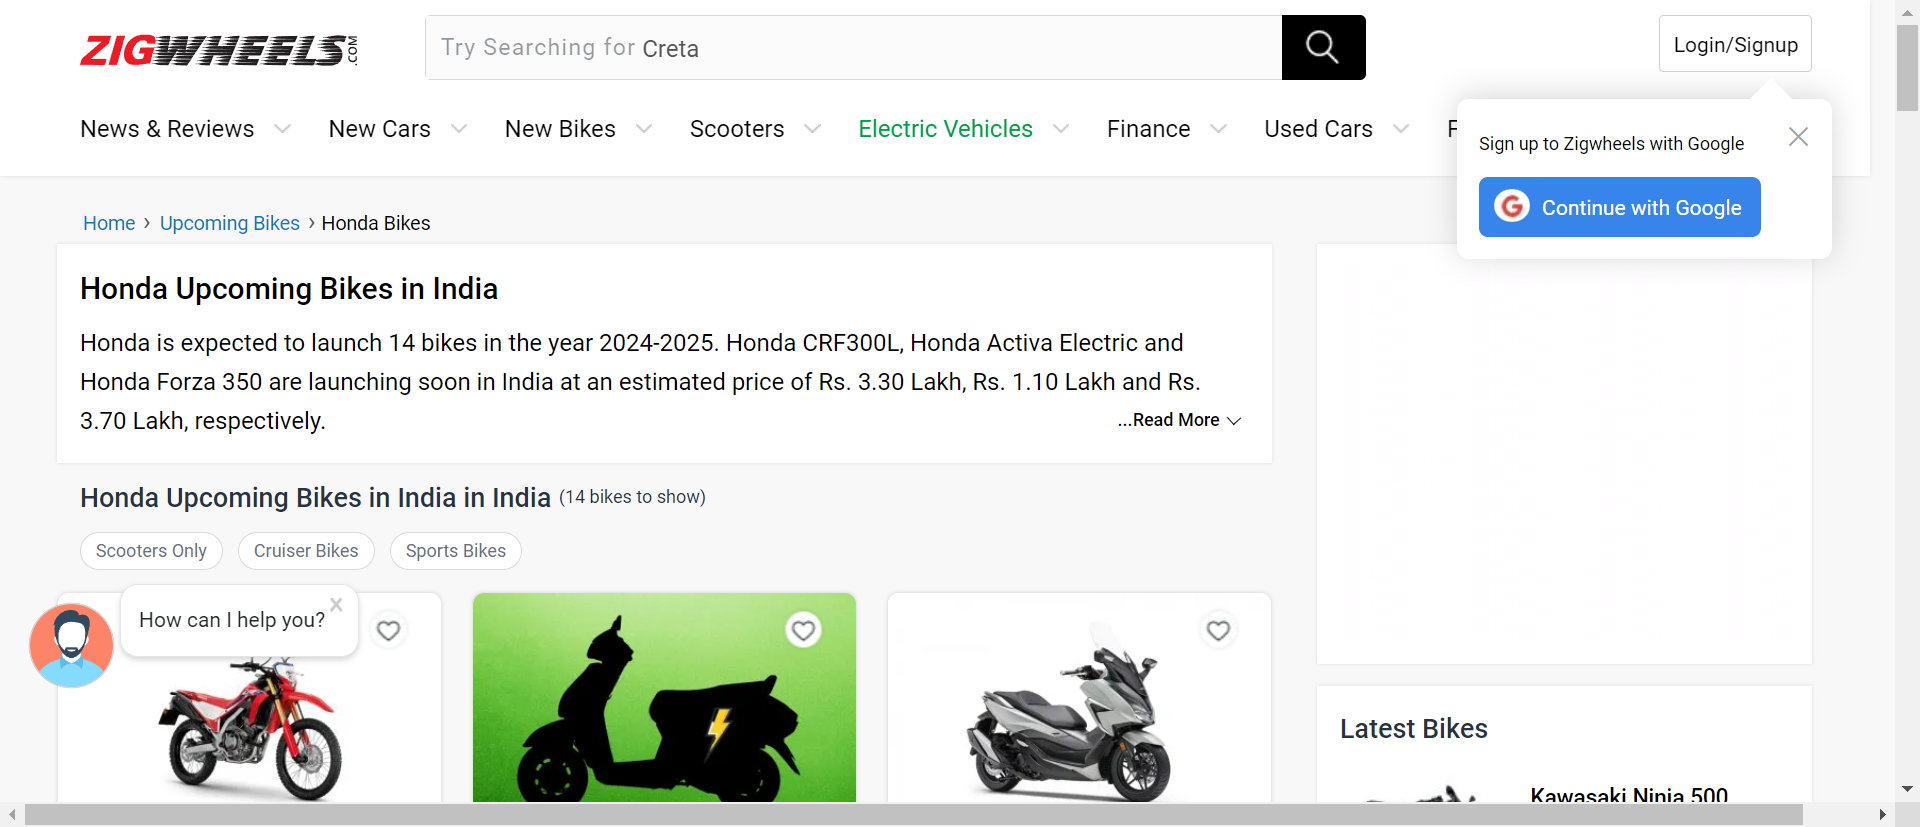 ZIGWHEELS.COM
Try Searching for Creta
Login/Signup
News & Reviews New Cars New Bikes Scooters Electric Vehicles Finance Used Cars F
Sign up to Zigwheels with Google
G Continue with Google
Home › Upcoming Bikes › Honda Bikes
Honda Upcoming Bikes in India
Honda is expected to launch 14 bikes in the year 2024-2025. Honda CRF300L, Honda Activa Electric and
Honda Forza 350 are launching soon in India at an estimated price of Rs. 3.30 Lakh, Rs. 1.10 Lakh and Rs.
3.70 Lakh, respectively.
...Read More
Honda Upcoming Bikes in India in India (14 bikes to show)
Scooters Only Cruiser Bikes Sports Bikes
How can I help you?
Latest Bikes
Kawasaki Ninja 500